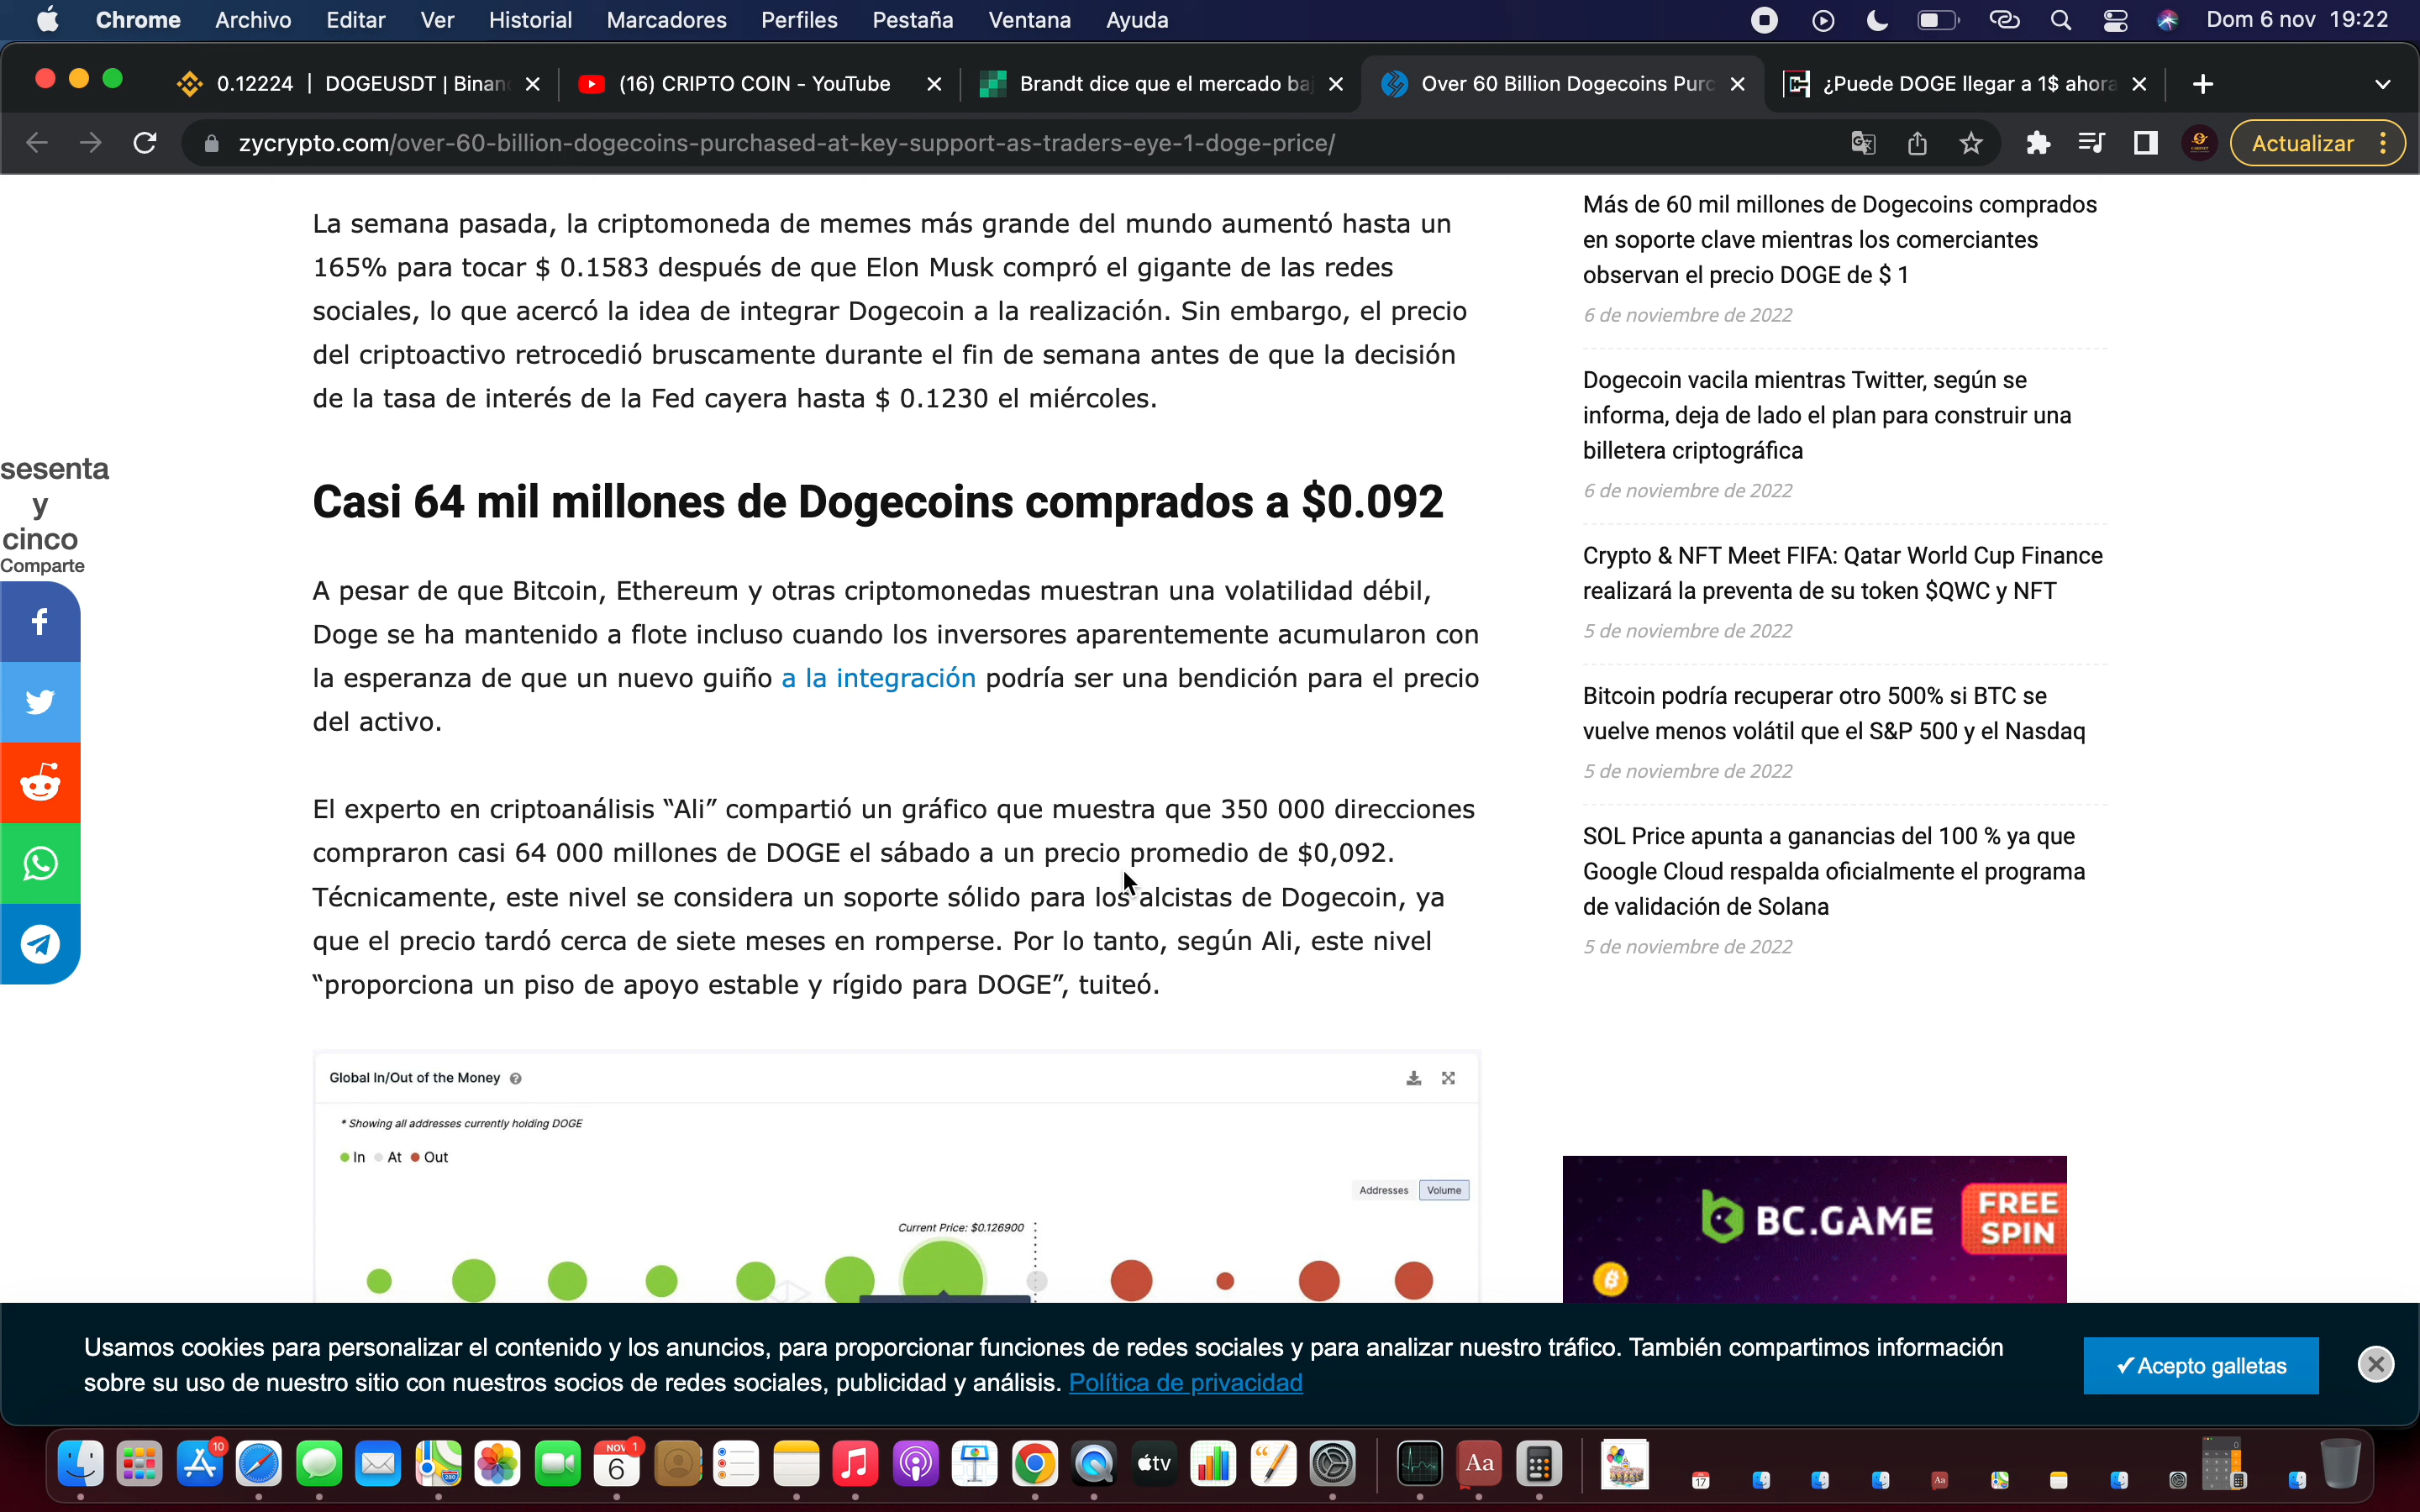 Chrome Archivo Editar Ver Historial Marcadores Perfiles Pestaña Ventana Ayuda Dom 6 nov 19:22
0.12224 | DOGEUSDT | Binan
(16) CRIPTO COIN - YouTube
Brandt dice que el mercado ba
Over 60 Billion Dogecoins Purc
¿Puede DOGE llegar a 1$ ahora
zycrypto.com/over-60-billion-dogecoins-purchased-at-key-support-as-traders-eye-1-doge-price/
Actualizar
La semana pasada, la criptomoneda de memes más grande del mundo aumentó hasta un
165% para tocar $ 0.1583 después de que Elon Musk compró el gigante de las redes
sociales, lo que acercó la idea de integrar Dogecoin a la realización. Sin embargo, el precio
del criptoactivo retrocedió bruscamente durante el fin de semana antes de que la decisión
de la tasa de interés de la Fed cayera hasta $ 0.1230 el miércoles.
sesenta
y
cinco
Comparte
Casi 64 mil millones de Dogecoins comprados a $0.092
A pesar de que Bitcoin, Ethereum y otras criptomonedas muestran una volatilidad débil,
Doge se ha mantenido a flote incluso cuando los inversores aparentemente acumularon con
la esperanza de que un nuevo guiño a la integración podría ser una bendición para el precio
del activo.
El experto en criptoanálisis “Ali” compartió un gráfico que muestra que 350 000 direcciones
compraron casi 64 000 millones de DOGE el sábado a un precio promedio de $0,092.
Técnicamente, este nivel se considera un soporte sólido para los alcistas de Dogecoin, ya
que el precio tardó cerca de siete meses en romperse. Por lo tanto, según Ali, este nivel
“proporciona un piso de apoyo estable y rígido para DOGE”, tuiteó.
Global In/Out of the Money
* Showing all addresses currently holding DOGE
In At Out
Addresses Volume
Current Price: $0.126900
Más de 60 mil millones de Dogecoins comprados
en soporte clave mientras los comerciantes
observan el precio DOGE de $ 1
6 de noviembre de 2022
Dogecoin vacila mientras Twitter, según se
informa, deja de lado el plan para construir una
billetera criptográfica
6 de noviembre de 2022
Crypto & NFT Meet FIFA: Qatar World Cup Finance
realizará la preventa de su token $QWC y NFT
5 de noviembre de 2022
Bitcoin podría recuperar otro 500% si BTC se
vuelve menos volátil que el S&P 500 y el Nasdaq
5 de noviembre de 2022
SOL Price apunta a ganancias del 100 % ya que
Google Cloud respalda oficialmente el programa
de validación de Solana
5 de noviembre de 2022
BC.GAME
FREE
SPIN
Usamos cookies para personalizar el contenido y los anuncios, para proporcionar funciones de redes sociales y para analizar nuestro tráfico. También compartimos información
sobre su uso de nuestro sitio con nuestros socios de redes sociales, publicidad y análisis. Política de privacidad
✓Acepto galletas
10
NOV 1
6
280
tv
Aa
17
Aa